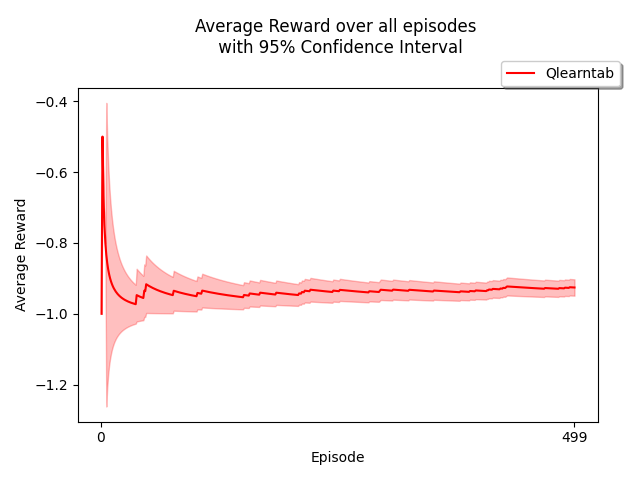 Average Reward over all episodes
with 95% Confidence Interval
Qlearntab
−0.4
−0.6
−0.8
−1.0
−1.2
Average Reward
0
499
Episode